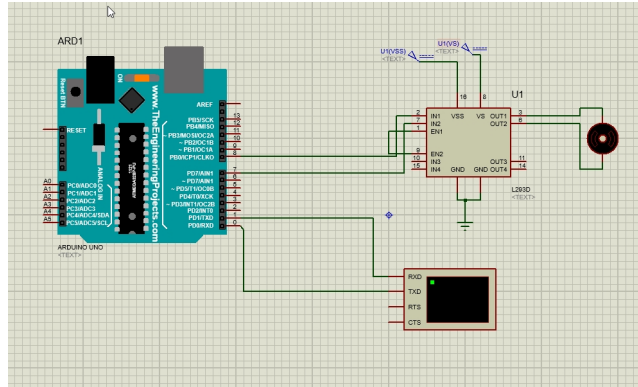 ARD1
ARDUINO UNO
<TEXT>
Reset BTN
ON
www.TheEngineeringProjects.com
RESET
ANALOG IN
A0
A1
A2
A3
A4
A5
PC0/ADC0
PC1/ADC1
PC2/ADC2
PC3/ADC3
PC4/ADC4/SDA
PC5/ADC5/SCL
AREF
PB5/SCK 13
PB4/MISO 12
~ PB3/MOSI/OC2A 11
~ PB2/OC1B 10
~ PB1/OC1A 9
PB0/ICP1/CLKO 8
PD7/AIN1 7
~ PD6/AIN0 6
~ PD5/T1/OC0B 5
PD4/T0/XCK 4
~ PD3/INT1/OC2B 3
PD2/INT0 2
PD1/TXD 1
PD0/RXD 0
U1(VSS)
<TEXT>
U1(VS)
<TEXT>
U1
16
8
2 IN1
7 IN2
1 EN1
9 EN2
10 IN3
15 IN4
VSS
VS
OUT1 3
OUT2 6
OUT3 11
OUT4 14
GND
GND
L293D
<TEXT>
RXD
TXD
RTS
CTS